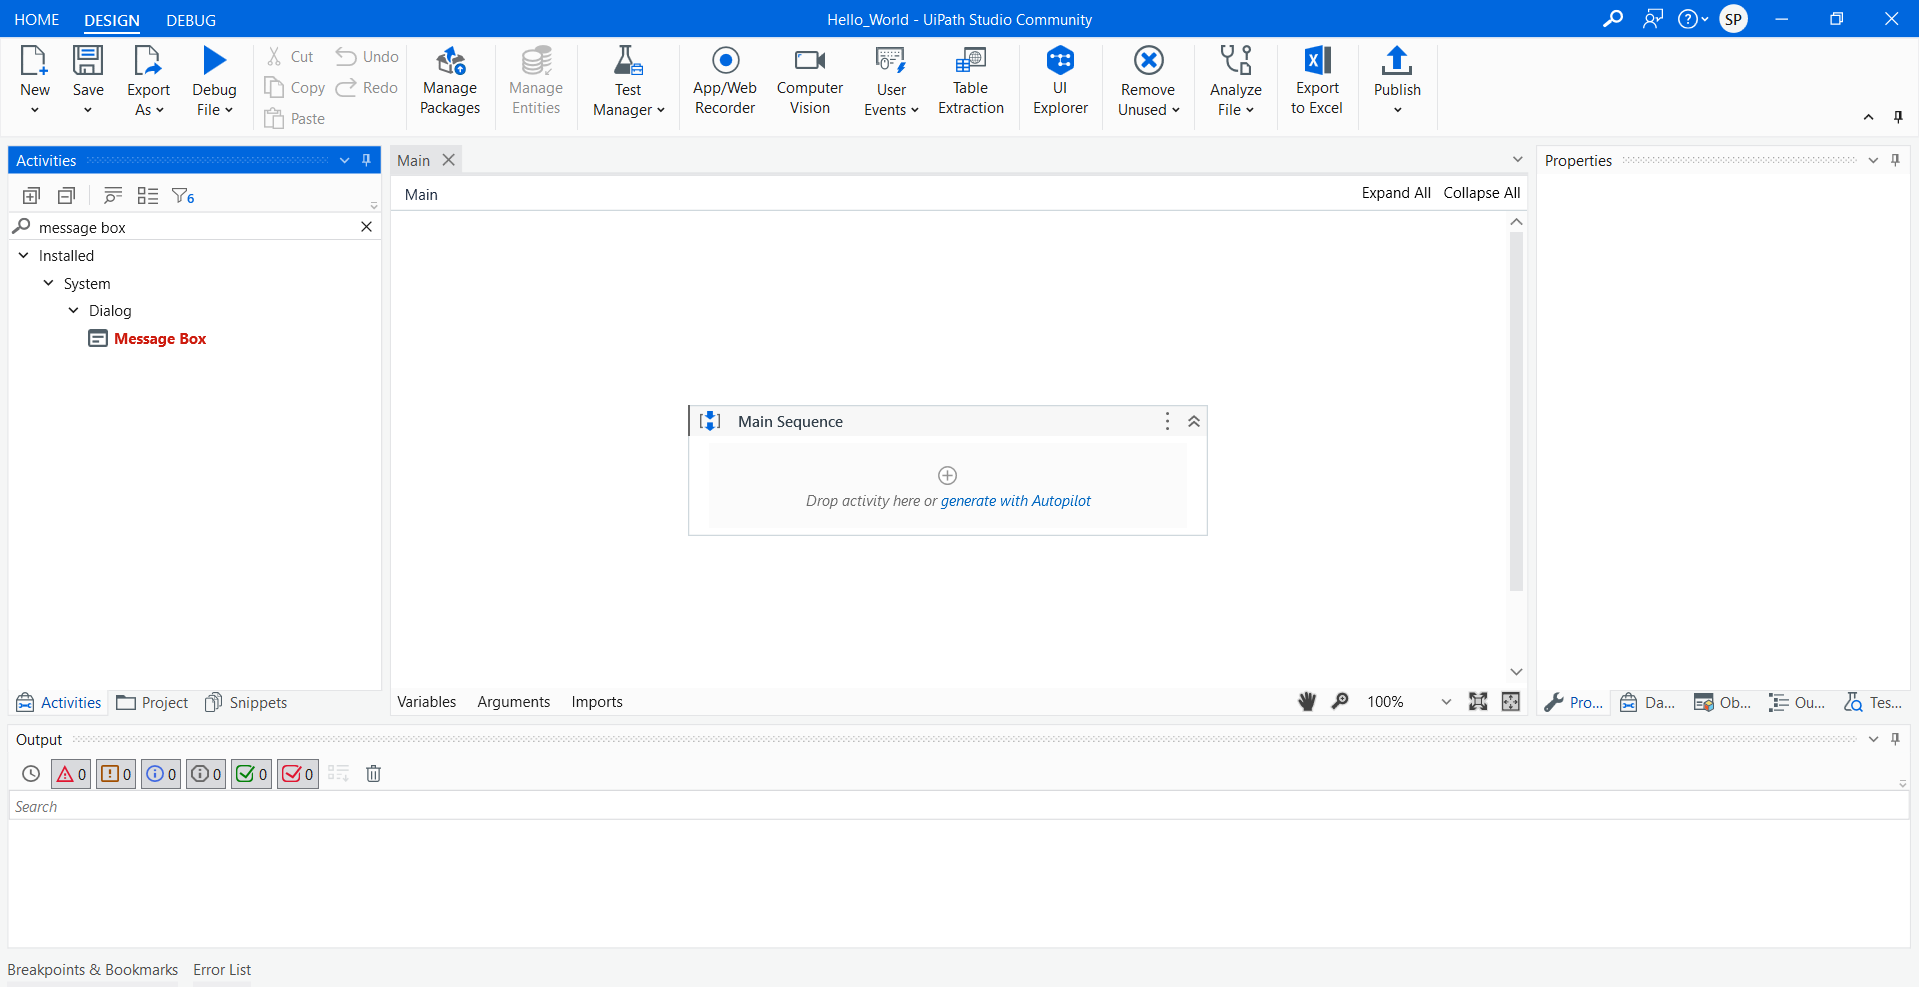 HOME DESIGN DEBUG Hello_World - UiPath Studio Community SP
New Save Export As Debug File Cut Copy Paste Undo Redo Manage Packages Manage Entities Test Manager App/Web Recorder Computer Vision User Events Table Extraction UI Explorer Remove Unused Analyze File Export to Excel Publish
Activities
6
message box
Installed
System
Dialog
Message Box
Activities Project Snippets
Main
Main Expand All Collapse All
Main Sequence
Drop activity here or generate with Autopilot
Variables Arguments Imports 100%
Properties
Pro... Da... Ob... Ou... Tes...
Output
0 0 0 0 0 0
Search
Breakpoints & Bookmarks Error List